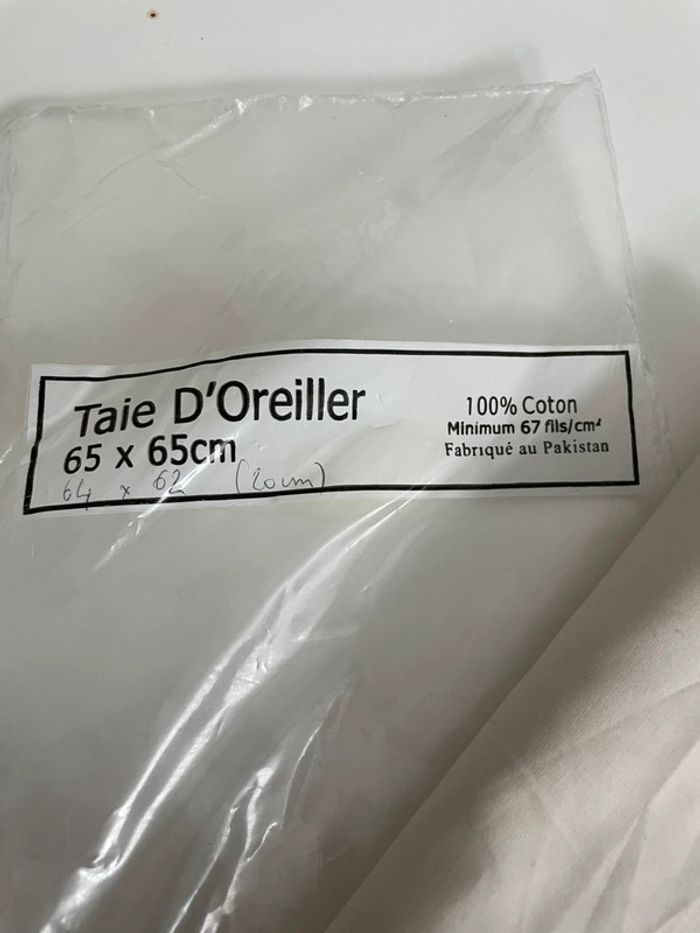 Taie D'Oreiller
65 x 65cm
64 x 62 (20cm)
100% Coton
Minimum 67 fils/cm²
Fabriqué au Pakistan